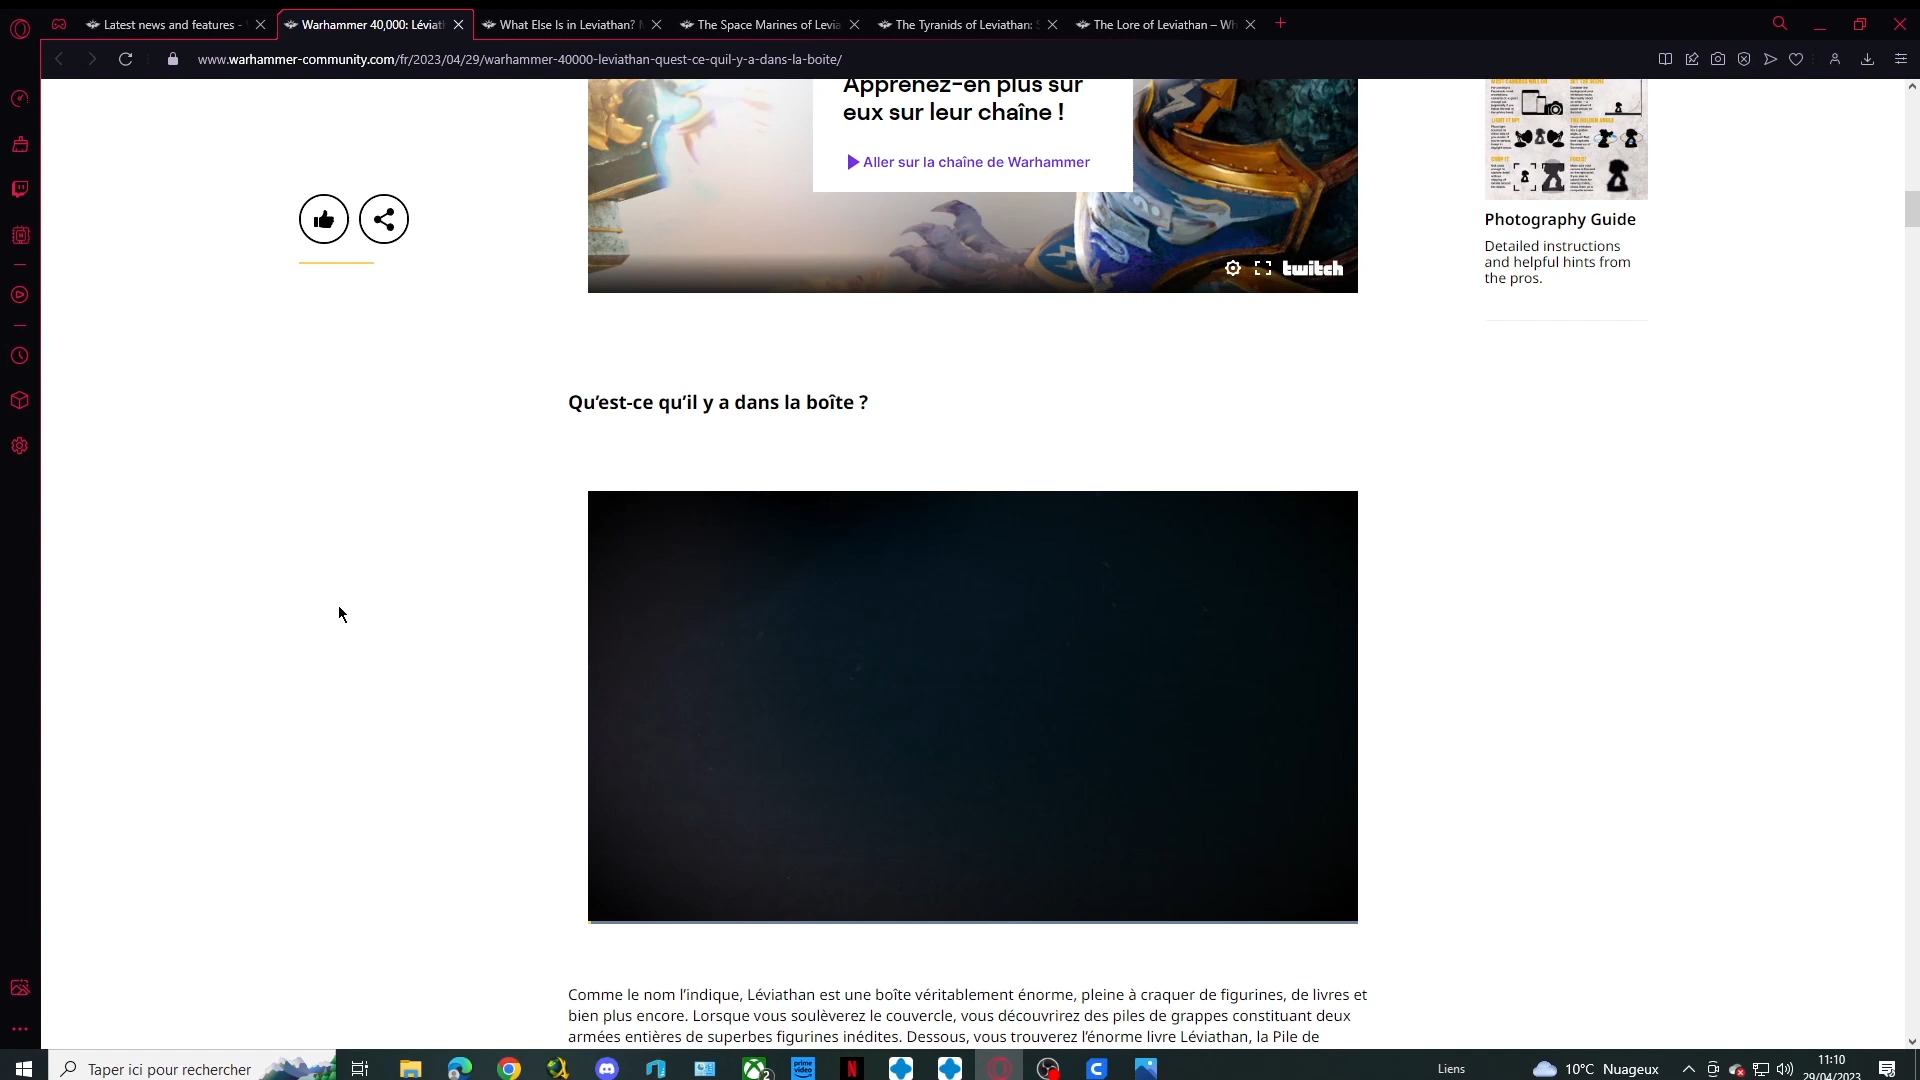 Latest news and features -
Warhammer 40,000: Léviat
What Else Is in Leviathan?
The Space Marines of Levia
The Tyranids of Leviathan:
The Lore of Leviathan – Wh
www.warhammer-community.com/fr/2023/04/29/warhammer-40000-leviathan-quest-ce-quil-y-a-dans-la-boite/
Apprenez-en plus sur
eux sur leur chaîne !
Aller sur la chaîne de Warhammer
twitch
Photography Guide
Detailed instructions
and helpful hints from
the pros.
Qu’est-ce qu’il y a dans la boîte ?
Comme le nom l’indique, Léviathan est une boîte véritablement énorme, pleine à craquer de figurines, de livres et
bien plus encore. Lorsque vous soulèverez le couvercle, vous découvrirez des piles de grappes constituant deux
armées entières de superbes figurines inédites. Dessous, vous trouverez l’énorme livre Léviathan, la Pile de
Taper ici pour rechercher
2
prime video
Liens
10°C Nuageux
11:10
29/04/2023